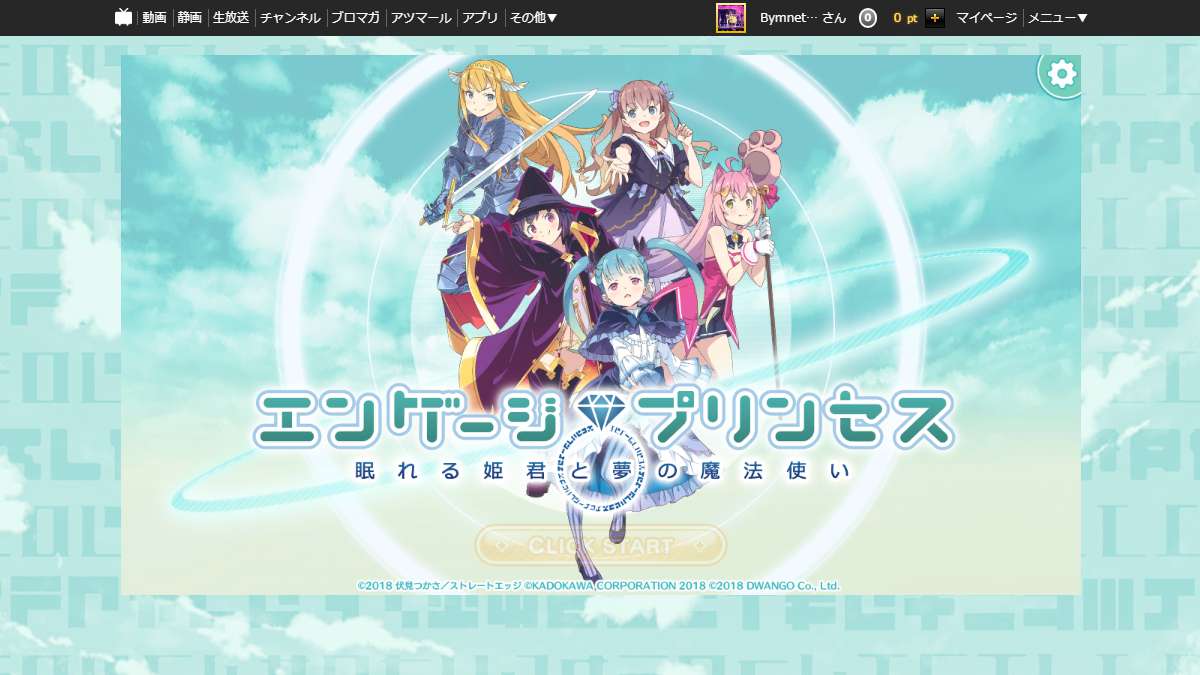 動画 静画 生放送 チャンネル ブロマガ アツマール アプリ その他▼ Bymnet… さん 0 0 pt + マイページ メニュー▼
エンゲージ プリンセス
眠れる姫君と夢の魔法使い
CLICK START
©2018 伏見つかさ／ストレートエッジ ©KADOKAWA CORPORATION 2018 ©2018 DWANGO Co., Ltd.